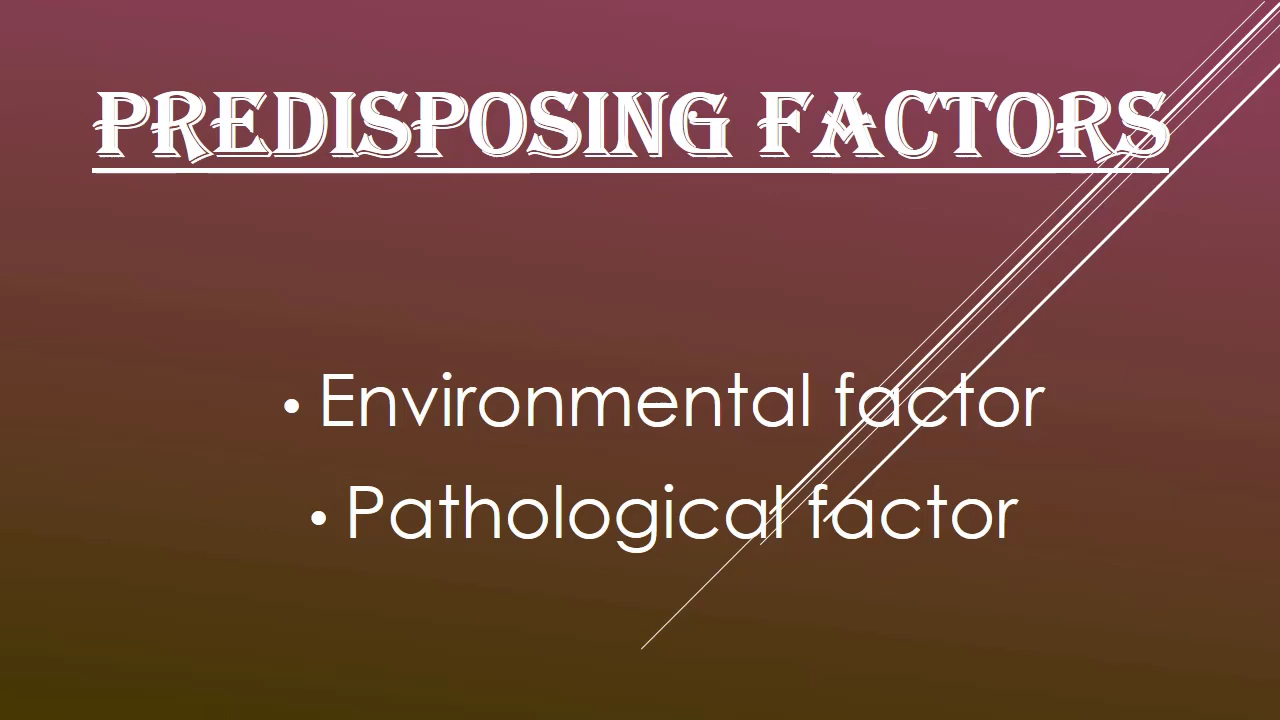 PREDISPOSING FACTORS
• Environmental factor
• Pathological factor